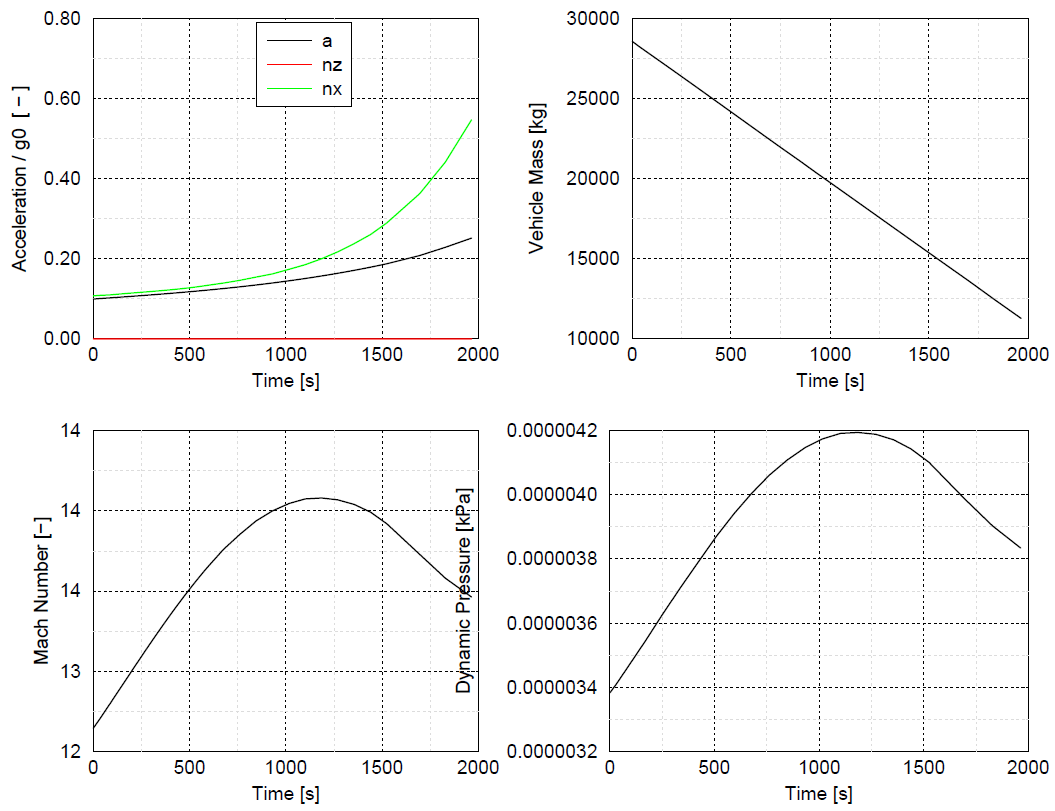 0.80
0.60
0.40
0.20
0.00
Acceleration / g0 [ − ]
a
nz
nx
0 500 1000 1500 2000
Time [s]
30000
25000
20000
15000
10000
Vehicle Mass [kg]
0 500 1000 1500 2000
Time [s]
14
14
14
13
12
Mach Number [−]
0 500 1000 1500 2000
Time [s]
0.0000042
0.0000040
0.0000038
0.0000036
0.0000034
0.0000032
Dynamic Pressure [kPa]
0 500 1000 1500 2000
Time [s]